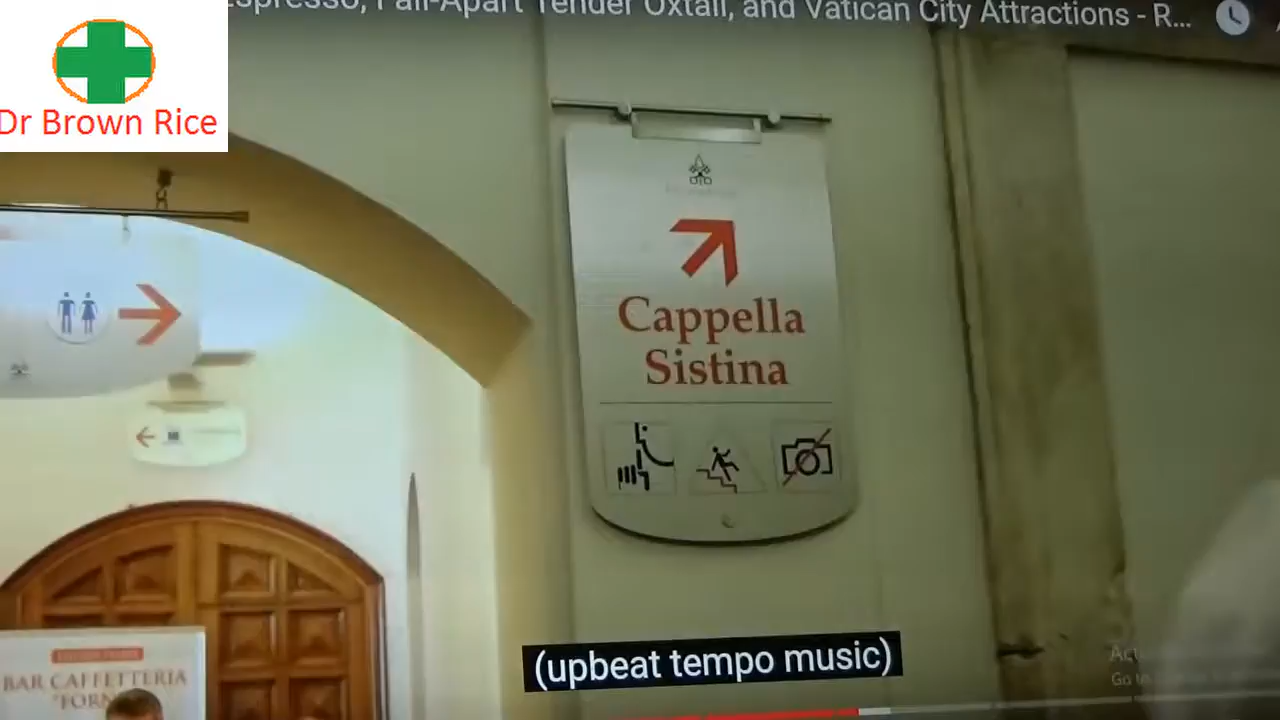 Espresso, Fall-Apart Tender Oxtail, and Vatican City Attractions - R...
Dr Brown Rice
Cappella
Sistina
(upbeat tempo music)
BAR CAFFETTERIA